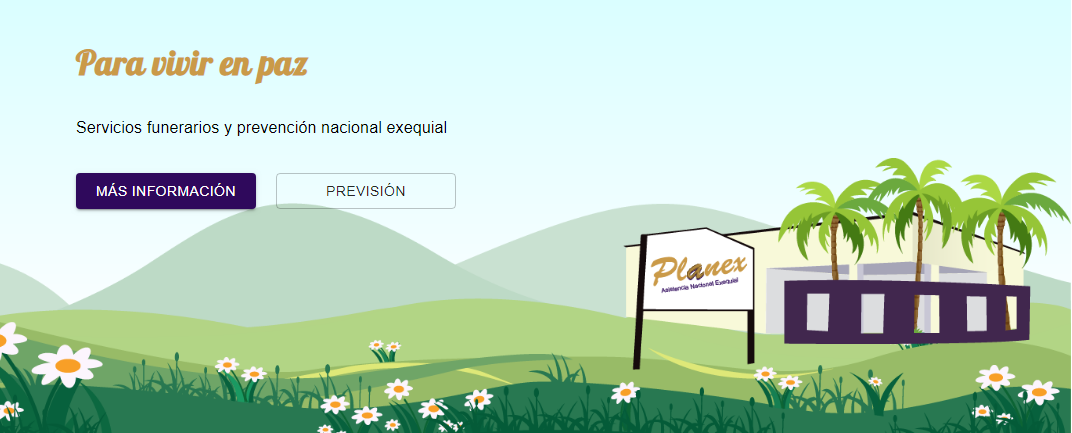 Para vivir en paz
Servicios funerarios y prevención nacional exequial
MÁS INFORMACIÓN
PREVISIÓN
Planex
Asistencia Nacional Exequial